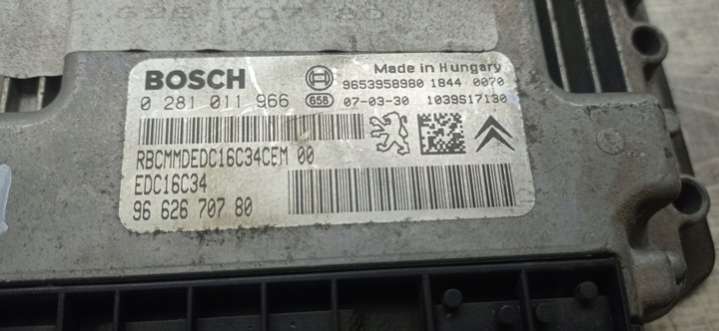 BOSCH
Made in Hungary
9653958980 1844 0070
0 281 011 966 658 07-03-30 1039S17130
RBCMMDEDC16C34CEM 00
EDC16C34
96 626 707 80